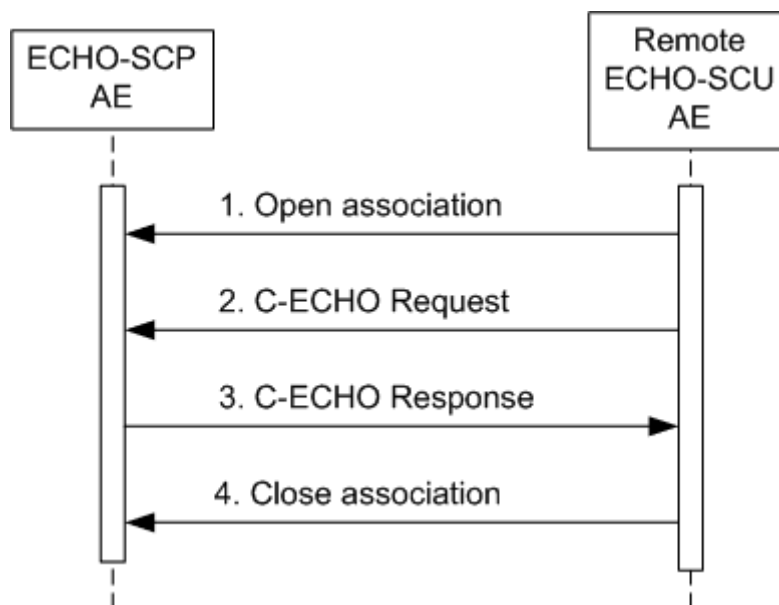 ECHO-SCP
AE
Remote
ECHO-SCU
AE
1. Open association
2. C-ECHO Request
3. C-ECHO Response
4. Close association